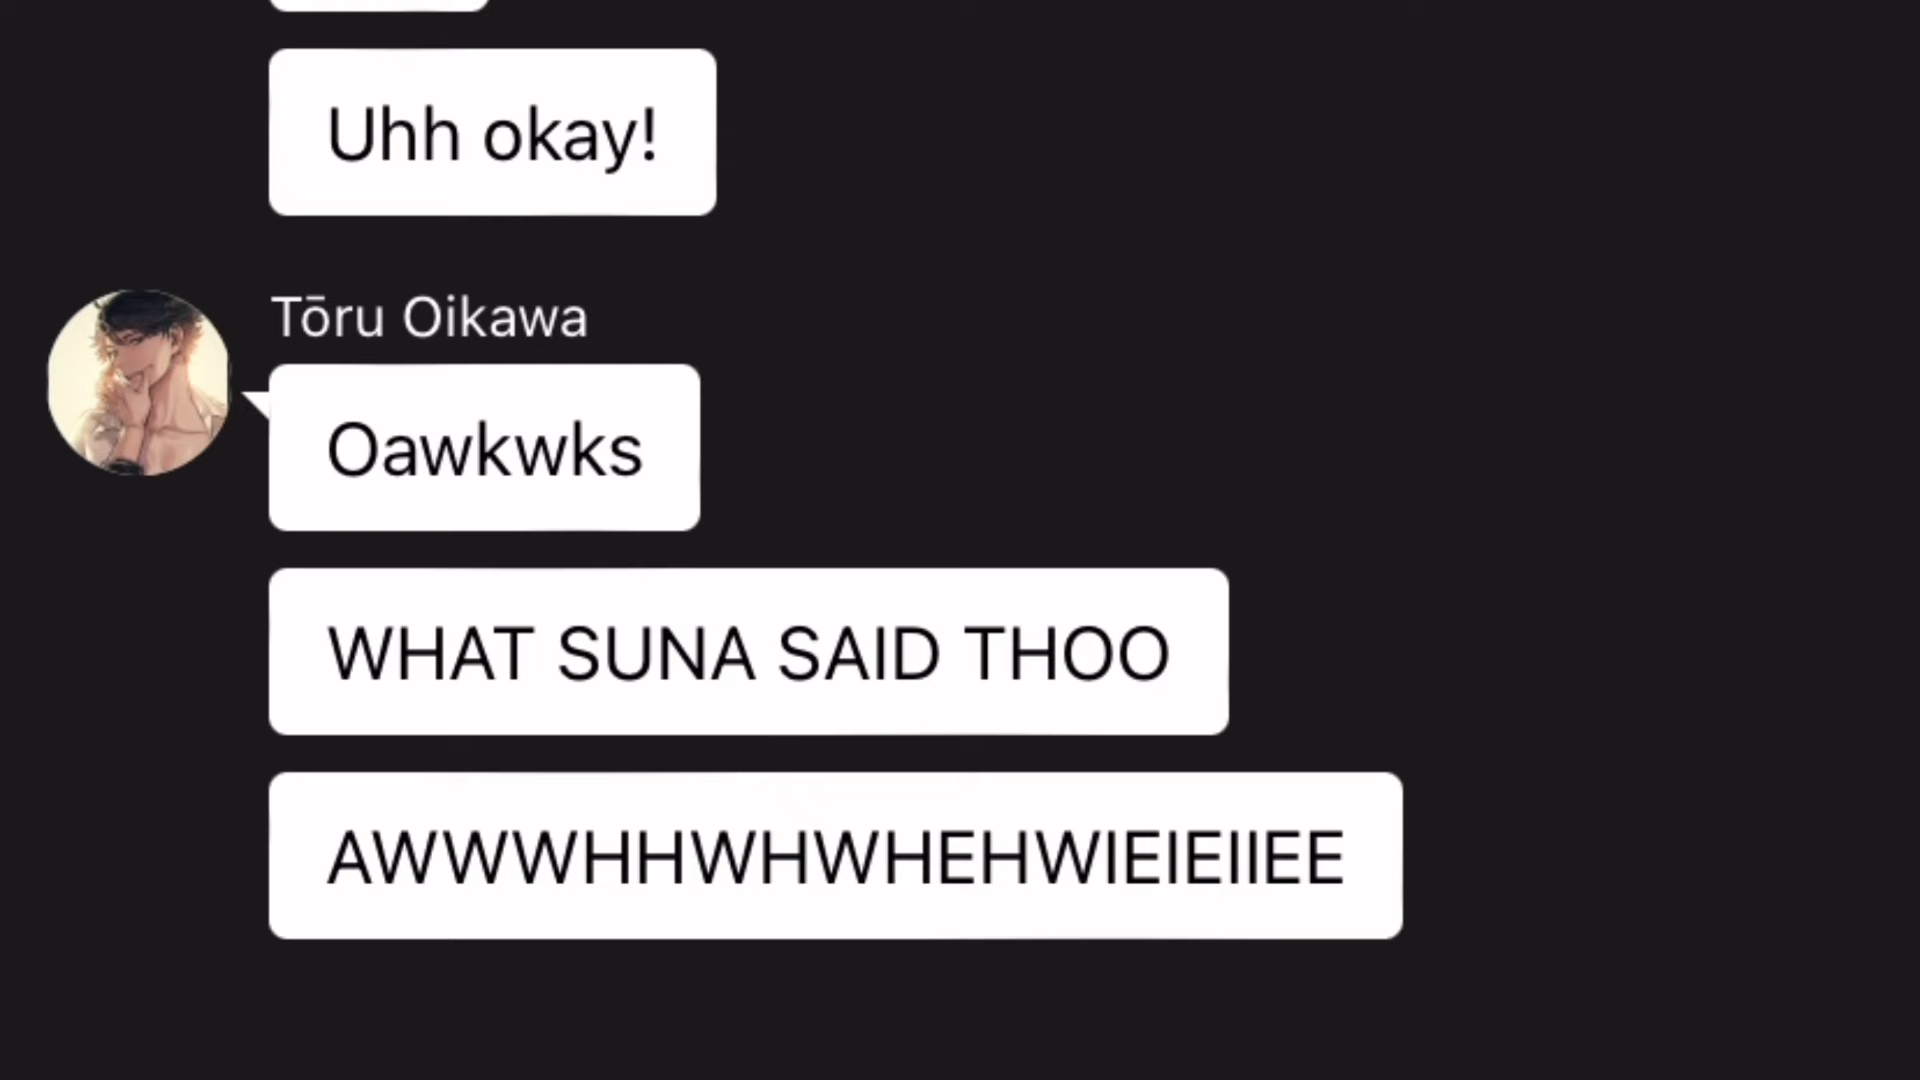 Uhh okay!
Tōru Oikawa
Oawkwks
WHAT SUNA SAID THOO
AWWWHHWHWHEHWIEIEIIEE